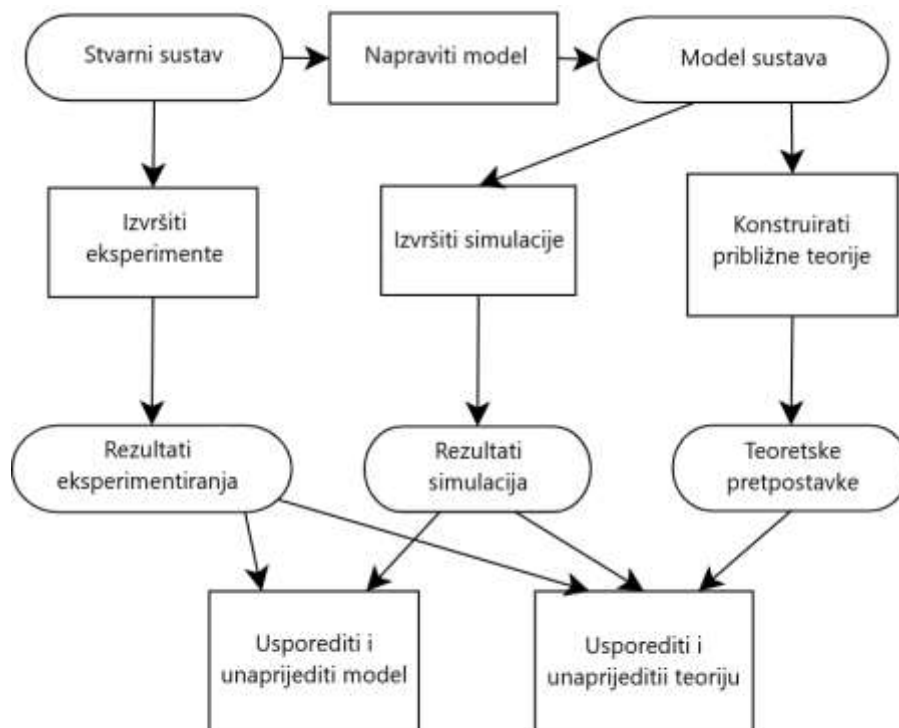 Stvarni sustav
Napraviti model
Model sustava
Izvršiti
eksperimente
Izvršiti simulacije
Konstruirati
približne teorije
Rezultati
eksperimentiranja
Rezultati
simulacija
Teoretske
pretpostavke
Usporediti i
unaprijediti model
Usporediti i
unaprijeditii teoriju